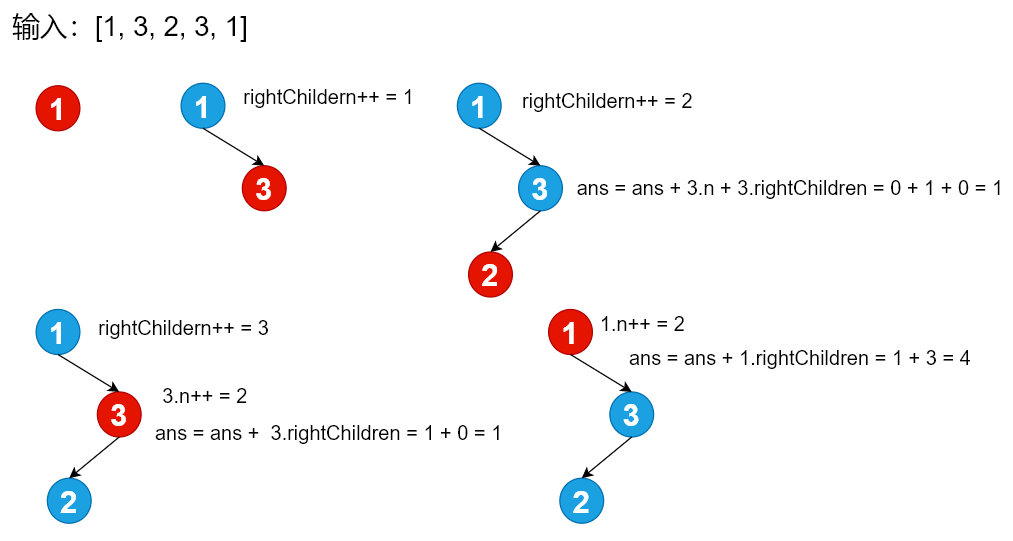 输入：[1, 3, 2, 3, 1]
1
1
rightChildern++ = 1
3
1
rightChildern++ = 2
3
ans = ans + 3.n + 3.rightChildren = 0 + 1 + 0 = 1
2
1
rightChildern++ = 3
3
3.n++ = 2
ans = ans +  3.rightChildren = 1 + 0 = 1
2
1
1.n++ = 2
ans = ans + 1.rightChildren = 1 + 3 = 4
3
2